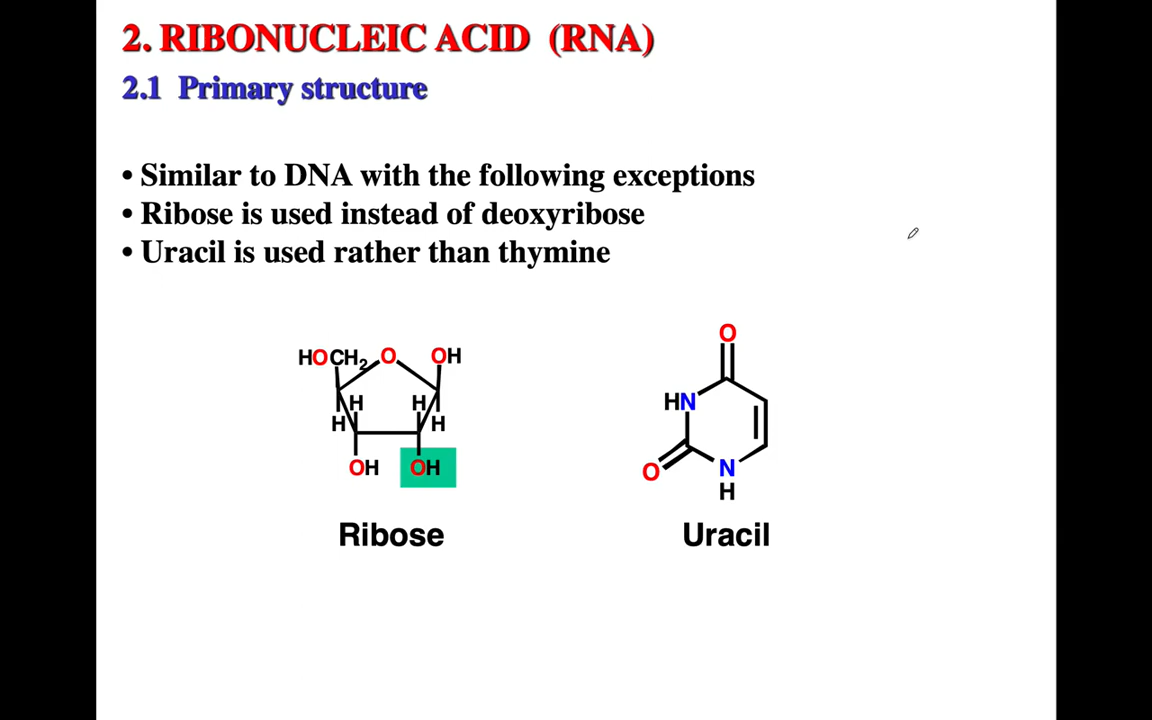 2. RIBONUCLEIC ACID (RNA)
2.1 Primary structure
• Similar to DNA with the following exceptions
• Ribose is used instead of deoxyribose
• Uracil is used rather than thymine
HOCH2 O OH
H H
H H
OH OH
Ribose
O
HN
O N
H
Uracil